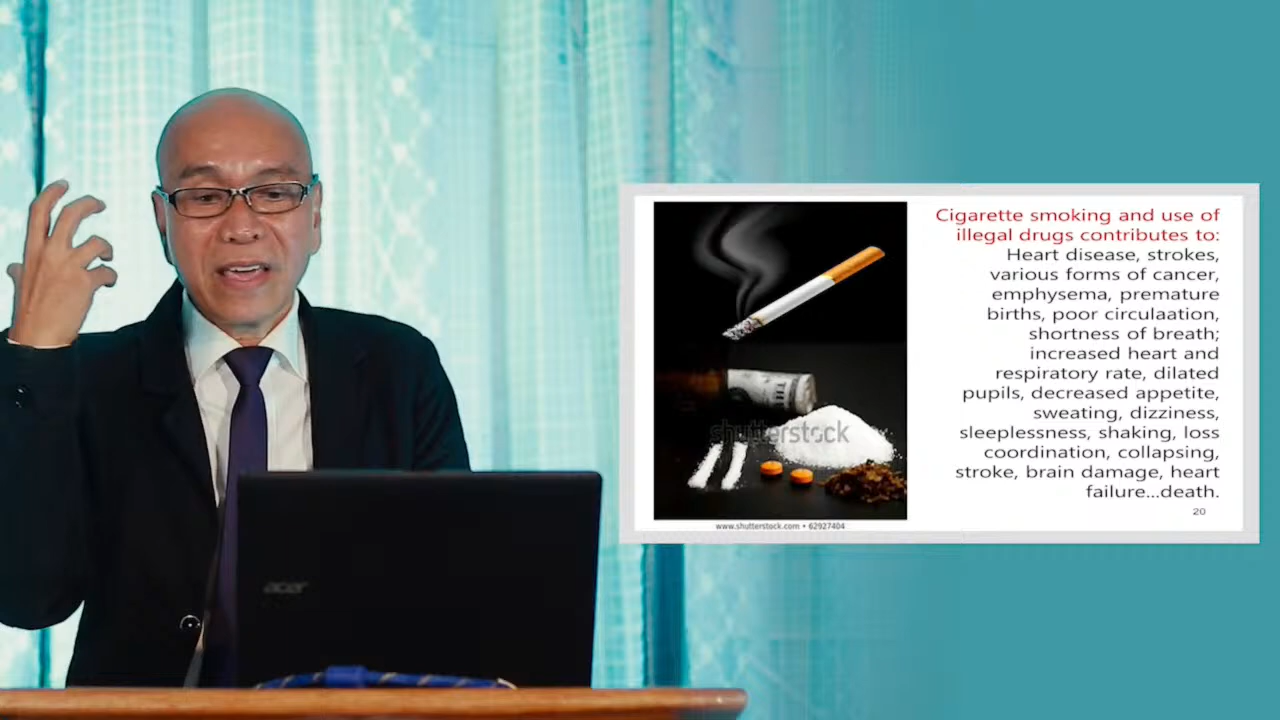 acer
shutterstock
www.shutterstock.com • 62927404
Cigarette smoking and use of
illegal drugs contributes to:
Heart disease, strokes,
various forms of cancer,
emphysema, premature
births, poor circulaation,
shortness of breath;
increased heart and
respiratory rate, dilated
pupils, decreased appetite,
sweating, dizziness,
sleeplessness, shaking, loss
coordination, collapsing,
stroke, brain damage, heart
failure...death.
20